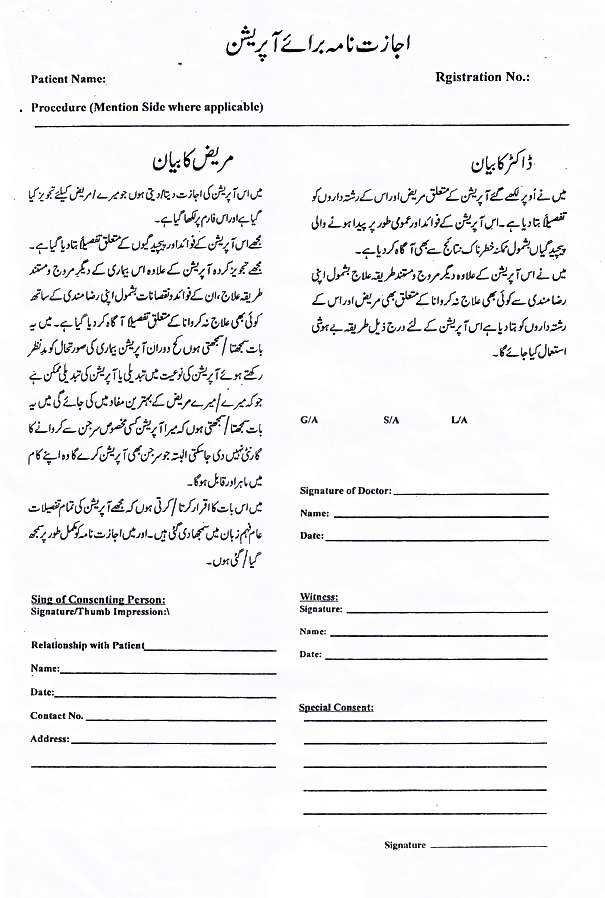 اجازت نامہ برائے آپریشن
Patient Name:
Rgistration No.:
Procedure (Mention Side where applicable)
ڈاکٹر کا بیان
میں نے اُوپر لکھے گئے آپریشن کے متعلق مریض اور اس کے رشتہ داروں کو
تفصیلاً بتا دیا ہے۔ اس آپریشن کے فوائد اور عمومی طور پر پیدا ہونے والی
پیچیدگیاں بشمول ممکنہ خطرناک نتائج سے بھی آگاہ کر دیا ہے۔
میں نے اس آپریشن کے علاوہ دیگر مروج و مستند طریقہ علاج بشمول اپنی
رضامندی سے کوئی بھی علاج نہ کروانا کے متعلق بھی مریض اور اس کے
رشتہ داروں کو بتا دیا ہے اس آپریشن کے لئے درج ذیل طریقہ بے ہوشی
استعمال کیا جائے گا۔
G/A S/A L/A
Signature of Doctor:
Name:
Date:
Witness:
Signature:
Name:
Date:
Special Consent:
Signature
مریض کا بیان
میں اس آپریشن کی اجازت دیتا/دیتی ہوں جو میرے/مریض کیلئے تجویز کیا
گیا ہے اور اس فارم پر لکھا گیا ہے۔
مجھے اس آپریشن کے فوائد اور پیچیدگیوں کے متعلق تفصیلاً بتا دیا گیا ہے۔
مجھے تجویز کردہ آپریشن کے علاوہ اس بیماری کے دیگر مروج و مستند
طریقہ علاج، ان کے فوائد و نقصانات بشمول اپنی رضامندی کے ساتھ
کوئی بھی علاج نہ کروانا کے متعلق تفصیلاً آگاہ کر دیا گیا ہے۔ میں یہ
بات سمجھتا/سمجھتی ہوں کہ دوران آپریشن بیماری کی صورتحال کو مدِنظر
رکھتے ہوئے آپریشن کی نوعیت میں تبدیلی یا آپریشن کی تبدیلی ممکن ہے
جو کہ میرے/میرے مریض کے بہترین مفاد میں کی جائے گی میں یہ
بات سمجھتا/سمجھتی ہوں کہ میرا آپریشن کسی مخصوص سرجن سے کروانے کا
گارنٹی نہیں دی جا سکتی البتہ جو سرجن بھی آپریشن کرے گا وہ اپنے کام
میں ماہر اور قابل ہوگا۔
میں اس بات کا اقرار کرتا/کرتی ہوں کہ مجھے آپریشن کی تمام تفصیلات
عام فہم زبان میں سمجھا دی گئی ہیں۔ اور میں اجازت نامہ کو مکمل طور پر سمجھ
گیا/گئی ہوں۔
Sing of Consenting Person:
Signature/Thumb Impression:\
Relationship with Patient
Name:
Date:
Contact No.
Address: